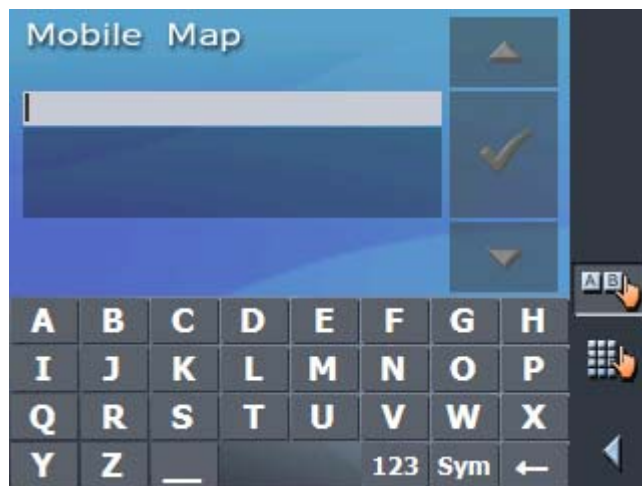 Mobile Map
A B
A B C D E F G H
I J K L M N O P
Q R S T U V W X
Y Z _ 123 Sym ←